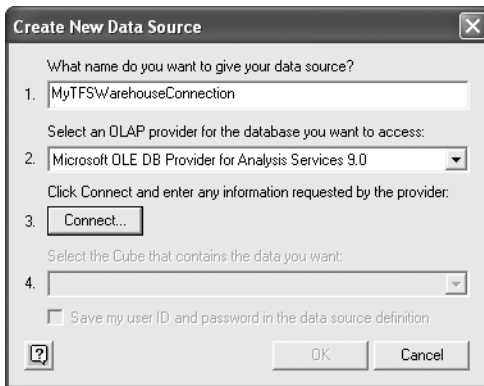 Create New Data Source
What name do you want to give your data source?
1. MyTFSWarehouseConnection
Select an OLAP provider for the database you want to access:
2. Microsoft OLE DB Provider for Analysis Services 9.0
Click Connect and enter any information requested by the provider:
3. Connect...
Select the Cube that contains the data you want:
4.
Save my user ID and password in the data source definition
? OK Cancel